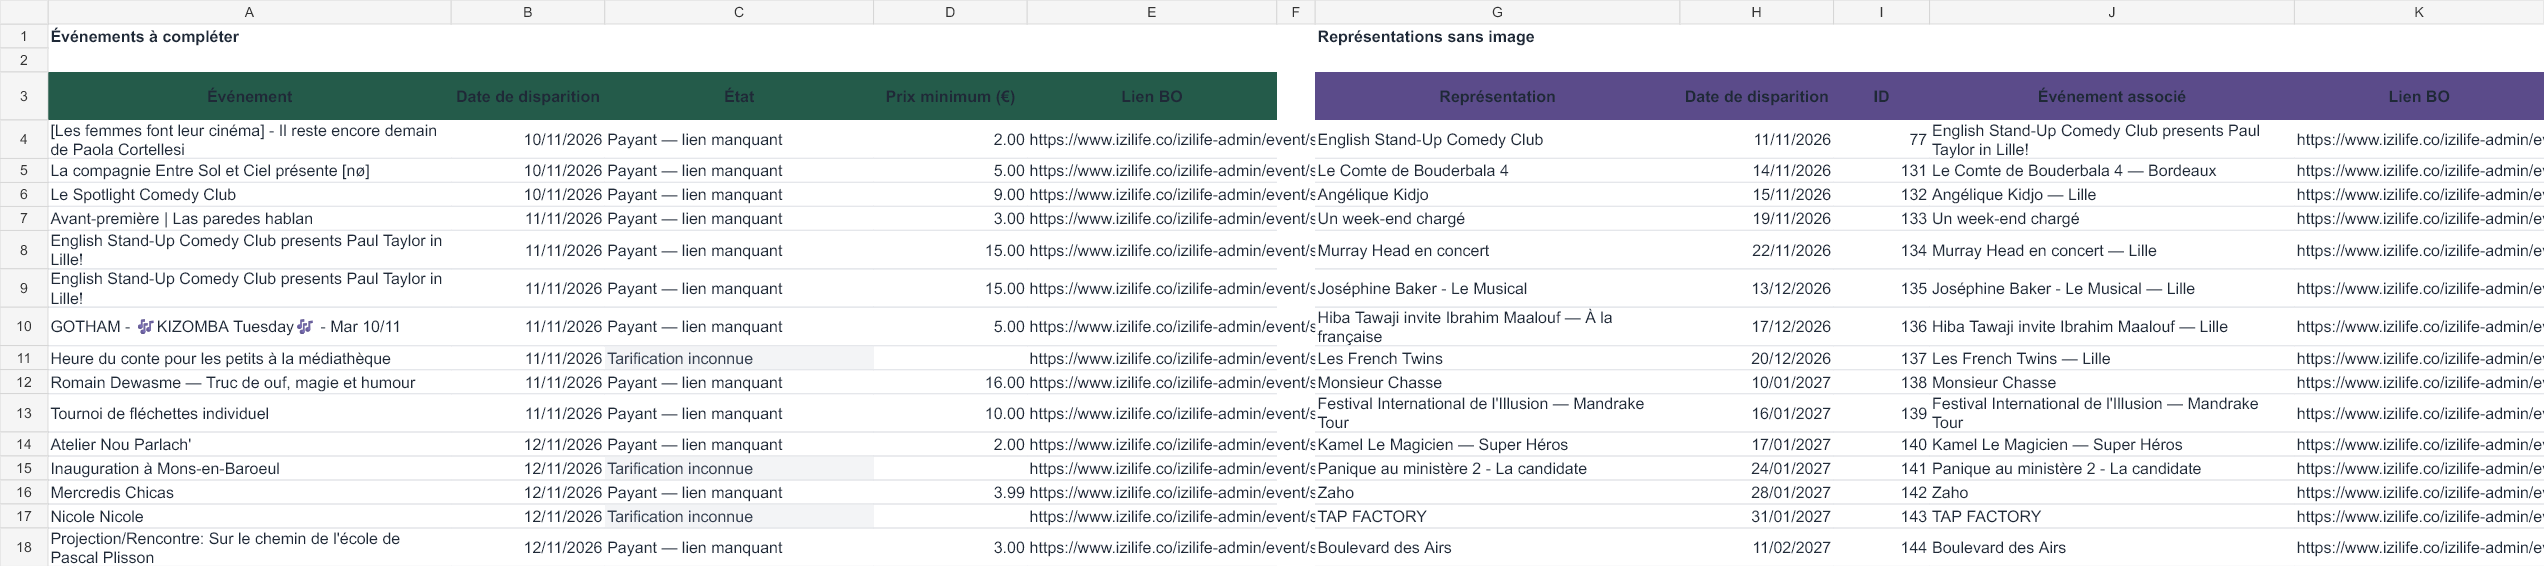 A B C D E F G H I J K
1 Événements à compléter Représentations sans image
2
3 Événement Date de disparition État Prix minimum (€) Lien BO Représentation Date de disparition ID Événement associé Lien BO
4 [Les femmes font leur cinéma] - Il reste encore demain de Paola Cortellesi 10/11/2026 Payant — lien manquant 2.00 https://www.izilife.co/izilife-admin/event/s English Stand-Up Comedy Club 11/11/2026 77 English Stand-Up Comedy Club presents Paul Taylor in Lille! https://www.izilife.co/izilife-admin/e
5 La compagnie Entre Sol et Ciel présente [nø] 10/11/2026 Payant — lien manquant 5.00 https://www.izilife.co/izilife-admin/event/s Le Comte de Bouderbala 4 14/11/2026 131 Le Comte de Bouderbala 4 — Bordeaux https://www.izilife.co/izilife-admin/e
6 Le Spotlight Comedy Club 10/11/2026 Payant — lien manquant 9.00 https://www.izilife.co/izilife-admin/event/s Angélique Kidjo 15/11/2026 132 Angélique Kidjo — Lille https://www.izilife.co/izilife-admin/e
7 Avant-première | Las paredes hablan 11/11/2026 Payant — lien manquant 3.00 https://www.izilife.co/izilife-admin/event/s Un week-end chargé 19/11/2026 133 Un week-end chargé https://www.izilife.co/izilife-admin/e
8 English Stand-Up Comedy Club presents Paul Taylor in Lille! 11/11/2026 Payant — lien manquant 15.00 https://www.izilife.co/izilife-admin/event/s Murray Head en concert 22/11/2026 134 Murray Head en concert — Lille https://www.izilife.co/izilife-admin/e
9 English Stand-Up Comedy Club presents Paul Taylor in Lille! 11/11/2026 Payant — lien manquant 15.00 https://www.izilife.co/izilife-admin/event/s Joséphine Baker - Le Musical 13/12/2026 135 Joséphine Baker - Le Musical — Lille https://www.izilife.co/izilife-admin/e
10 GOTHAM - 🎶KIZOMBA Tuesday🎶 - Mar 10/11 11/11/2026 Payant — lien manquant 5.00 https://www.izilife.co/izilife-admin/event/s Hiba Tawaji invite Ibrahim Maalouf — À la française 17/12/2026 136 Hiba Tawaji invite Ibrahim Maalouf — Lille https://www.izilife.co/izilife-admin/e
11 Heure du conte pour les petits à la médiathèque 11/11/2026 Tarification inconnue https://www.izilife.co/izilife-admin/event/s Les French Twins 20/12/2026 137 Les French Twins — Lille https://www.izilife.co/izilife-admin/e
12 Romain Dewasme — Truc de ouf, magie et humour 11/11/2026 Payant — lien manquant 16.00 https://www.izilife.co/izilife-admin/event/s Monsieur Chasse 10/01/2027 138 Monsieur Chasse https://www.izilife.co/izilife-admin/e
13 Tournoi de fléchettes individuel 11/11/2026 Payant — lien manquant 10.00 https://www.izilife.co/izilife-admin/event/s Festival International de l'Illusion — Mandrake Tour 16/01/2027 139 Festival International de l'Illusion — Mandrake Tour https://www.izilife.co/izilife-admin/e
14 Atelier Nou Parlach' 12/11/2026 Payant — lien manquant 2.00 https://www.izilife.co/izilife-admin/event/s Kamel Le Magicien — Super Héros 17/01/2027 140 Kamel Le Magicien — Super Héros https://www.izilife.co/izilife-admin/e
15 Inauguration à Mons-en-Baroeul 12/11/2026 Tarification inconnue https://www.izilife.co/izilife-admin/event/s Panique au ministère 2 - La candidate 24/01/2027 141 Panique au ministère 2 - La candidate https://www.izilife.co/izilife-admin/e
16 Mercredis Chicas 12/11/2026 Payant — lien manquant 3.99 https://www.izilife.co/izilife-admin/event/s Zaho 28/01/2027 142 Zaho https://www.izilife.co/izilife-admin/e
17 Nicole Nicole 12/11/2026 Tarification inconnue https://www.izilife.co/izilife-admin/event/s TAP FACTORY 31/01/2027 143 TAP FACTORY https://www.izilife.co/izilife-admin/e
18 Projection/Rencontre: Sur le chemin de l'école de Pascal Plisson 12/11/2026 Payant — lien manquant 3.00 https://www.izilife.co/izilife-admin/event/s Boulevard des Airs 11/02/2027 144 Boulevard des Airs https://www.izilife.co/izilife-admin/e